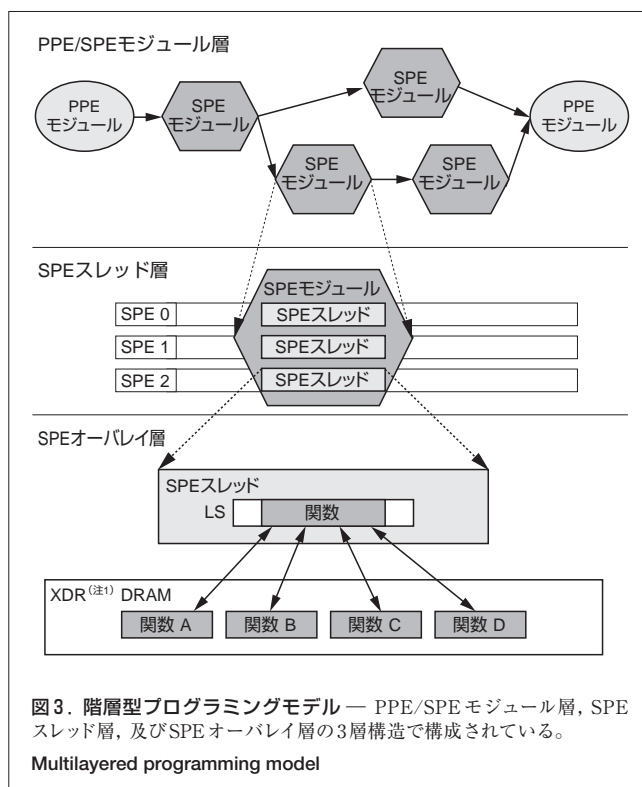 PPE/SPEモジュール層
SPE
モジュール
PPE
モジュール
SPE
モジュール
PPE
モジュール
SPE
モジュール
SPE
モジュール
SPEスレッド層
SPEモジュール
SPE 0
SPEスレッド
SPE 1
SPEスレッド
SPE 2
SPEスレッド
SPEオーバレイ層
SPEスレッド
LS
関数
XDR(注1) DRAM
関数 A
関数 B
関数 C
関数 D
図3. 階層型プログラミングモデル — PPE/SPEモジュール層, SPE
スレッド層, 及びSPEオーバレイ層の3層構造で構成されている。
Multilayered programming model